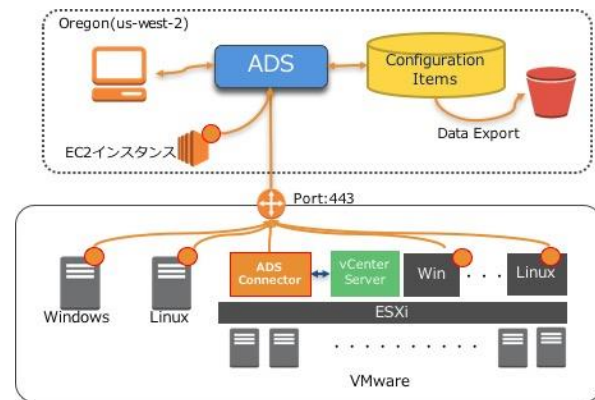 Oregon(us-west-2)
ADS
Configuration
Items
Data Export
EC2インスタンス
Port:443
Windows
Linux
ADS
Connector
vCenter
Server
Win
. . .
Linux
ESXi
. . . . . . . . . .
VMware